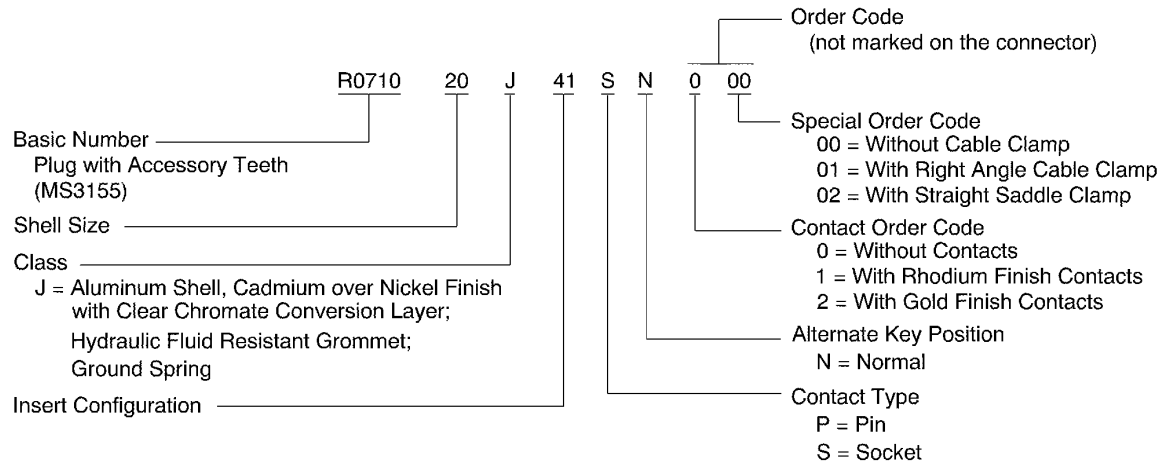 Order Code
(not marked on the connector)
R0710 20 J 41 S N 0 00
Basic Number
Plug with Accessory Teeth
(MS3155)
Shell Size
Class
J = Aluminum Shell, Cadmium over Nickel Finish
with Clear Chromate Conversion Layer;
Hydraulic Fluid Resistant Grommet;
Ground Spring
Insert Configuration
Special Order Code
00 = Without Cable Clamp
01 = With Right Angle Cable Clamp
02 = With Straight Saddle Clamp
Contact Order Code
0 = Without Contacts
1 = With Rhodium Finish Contacts
2 = With Gold Finish Contacts
Alternate Key Position
N = Normal
Contact Type
P = Pin
S = Socket